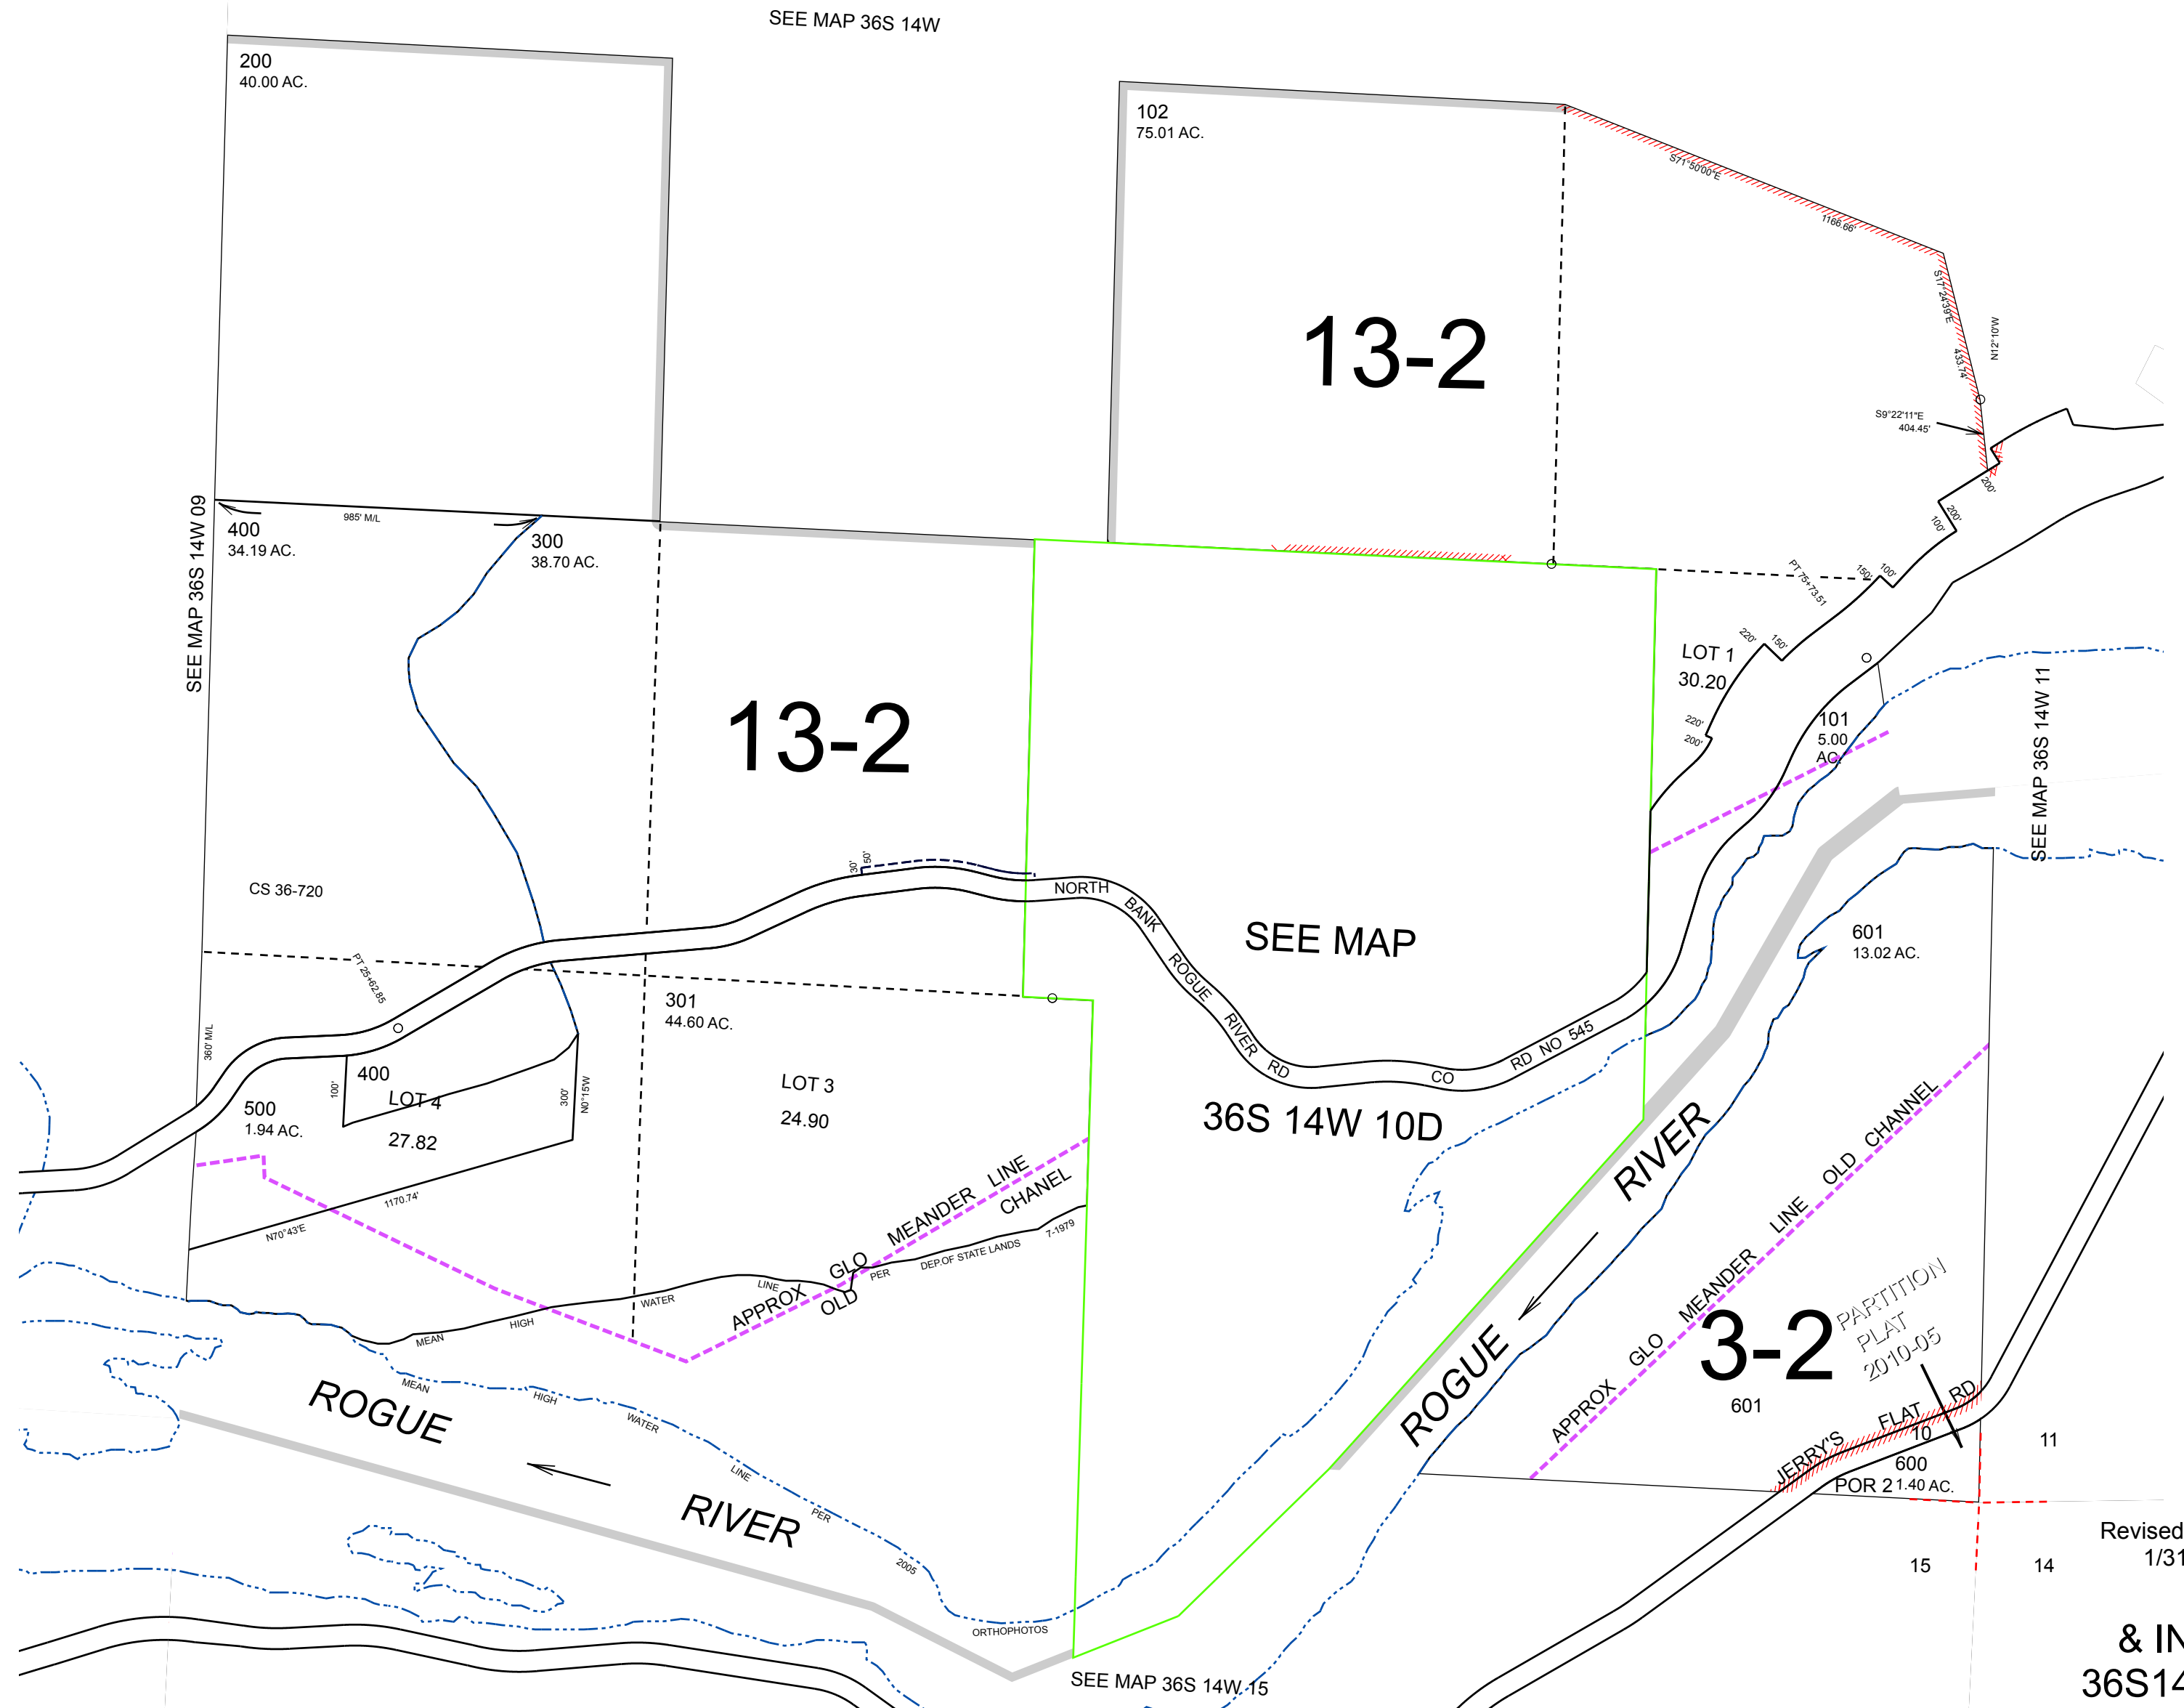 SEE MAP 36S 14W
200
40.00 AC.
102
75.01 AC.
S71°50'00"E
1166.66'
13-2
S17°24'39"E
433.74'
N12°10'W
S9°22'11"E
404.45'
200'
200'
100'
SEE MAP 36S 14W 09
400
34.19 AC.
985' M/L
300
38.70 AC.
PT 75+73.51
150'
100'
220'
150'
LOT 1
30.20
220'
200'
101
5.00
AC.
SEE MAP 36S 14W 11
13-2
CS 36-720
30'
50'
NORTH BANK ROGUE RIVER RD CO RD NO 545
SEE MAP
36S 14W 10D
601
13.02 AC.
PT 25+62.85
301
44.60 AC.
360' M/L
400
LOT 4
27.82
100'
300'
N0°15'W
500
1.94 AC.
LOT 3
24.90
1170.74'
N70°43'E
APPROX GLO MEANDER LINE
OLD CHANEL
MEAN HIGH WATER LINE PER DEP.OF STATE LANDS 7-1979
ROGUE RIVER
APPROX GLO MEANDER LINE OLD CHANNEL
3-2
PARTITION
PLAT
2010-05
601
MEAN HIGH WATER LINE PER 2005 ORTHOPHOTOS
ROGUE RIVER
JERRY'S FLAT RD
10
11
600
POR 2 1.40 AC.
15
14
Revised
1/31
SEE MAP 36S 14W 15
& IN
36S14